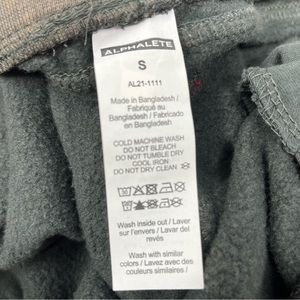 ALPHALETE
S
AL21-1111
Made in Bangladesh /
Fabriqué au
Bangladesh / Fabricado
en Bangladesh
COLD MACHINE WASH
DO NOT BLEACH
DO NOT TUMBLE DRY
COOL IRON
DO NOT DRY CLEAN
Wash inside out / Laver
sur l'envers / Lavar del
revés
Wash with similar
colors / Lavez avec des
couleurs similaires /